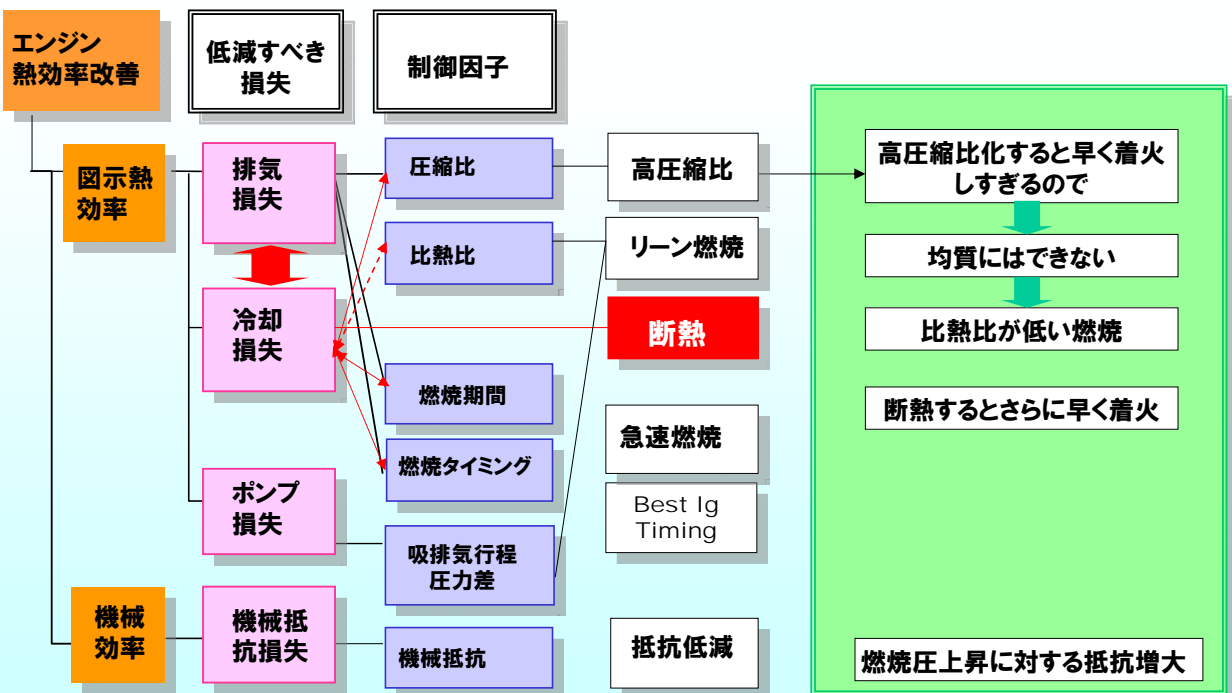 エンジン
熱効率改善
低減すべき
損失
制御因子
図示熱
効率
排気
損失
冷却
損失
ポンプ
損失
機械
効率
機械抵
抗損失
圧縮比
比熱比
燃焼期間
燃焼タイミング
吸排気行程
圧力差
機械抵抗
高圧縮比
リーン燃焼
断熱
急速燃焼
Best Ig
Timing
抵抗低減
高圧縮比化すると早く着火
しすぎるので
均質にはできない
比熱比が低い燃焼
断熱するとさらに早く着火
燃焼圧上昇に対する抵抗増大